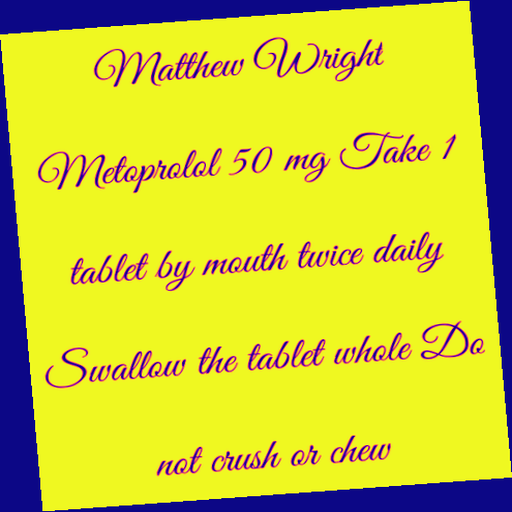 Matthew Wright
Metoprolol 50 mg Take 1
tablet by mouth twice daily
Swallow the tablet whole Do
not crush or chew